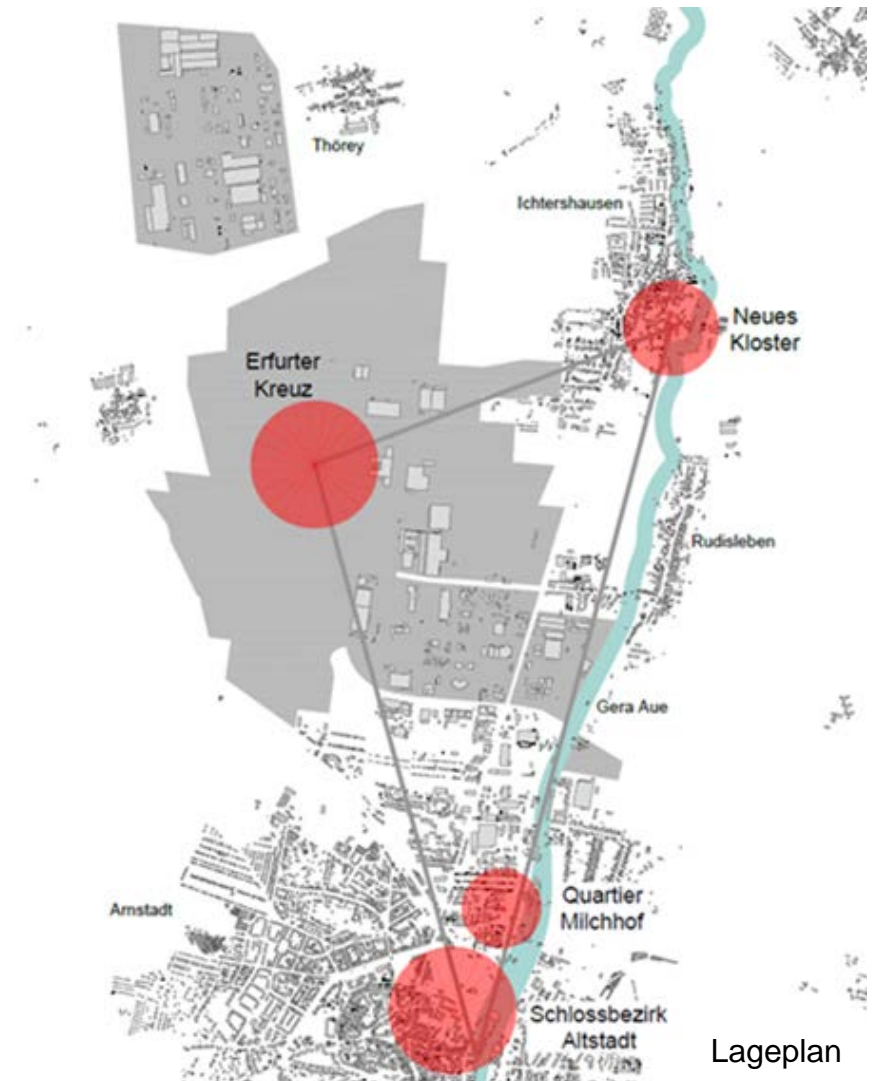 Thörey
Ichtershausen
Neues
Kloster
Erfurter
Kreuz
Rudisleben
Gera Aue
Quartier
Milchhof
Arnstadt
Schlossbezirk
Altstadt
Lageplan